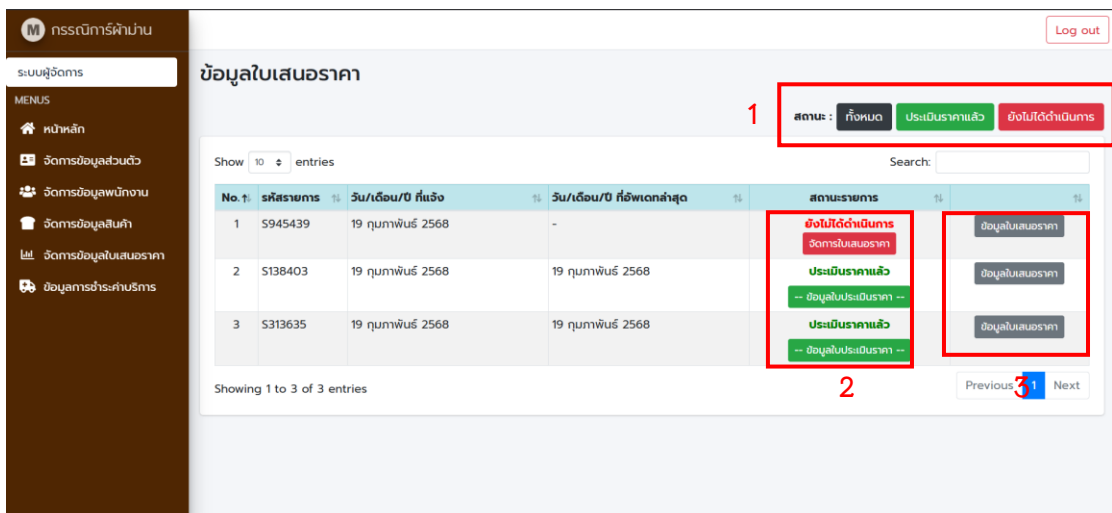 M กรรณิการ์ผ้าม่าน
Log out
ระบบผู้จัดการ
MENUS
หน้าหลัก
จัดการข้อมูลส่วนตัว
จัดการข้อมูลพนักงาน
จัดการข้อมูลสินค้า
จัดการข้อมูลใบเสนอราคา
ข้อมูลการชำระค่าบริการ
ข้อมูลใบเสนอราคา
1
สถานะ : ทั้งหมด ประเมินราคาแล้ว ยังไม่ได้ดำเนินการ
Show 10 entries Search:
No. รหัสรายการ วัน/เดือน/ปี ที่แจ้ง วัน/เดือน/ปี ที่อัพเดทล่าสุด สถานะรายการ
1 S945439 19 กุมภาพันธ์ 2568 - ยังไม่ได้ดำเนินการ ข้อมูลใบเสนอราคา
จัดการใบเสนอราคา
2 S138403 19 กุมภาพันธ์ 2568 19 กุมภาพันธ์ 2568 ประเมินราคาแล้ว ข้อมูลใบเสนอราคา
-- ข้อมูลใบประเมินราคา --
3 S313635 19 กุมภาพันธ์ 2568 19 กุมภาพันธ์ 2568 ประเมินราคาแล้ว ข้อมูลใบเสนอราคา
-- ข้อมูลใบประเมินราคา --
Showing 1 to 3 of 3 entries Previous 1 Next
2
3